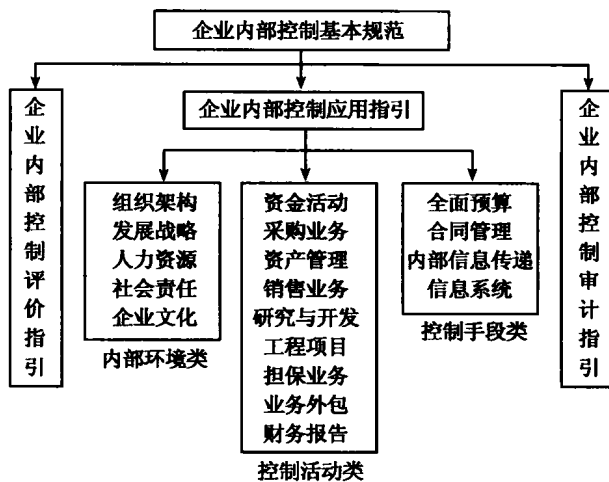 企业内部控制基本规范
企业内部控制评价指引
企业内部控制应用指引
企业内部控制审计指引
组织架构
发展战略
人力资源
社会责任
企业文化
内部环境类
资金活动
采购业务
资产管理
销售业务
研究与开发
工程项目
担保业务
业务外包
财务报告
控制活动类
全面预算
合同管理
内部信息传递
信息系统
控制手段类